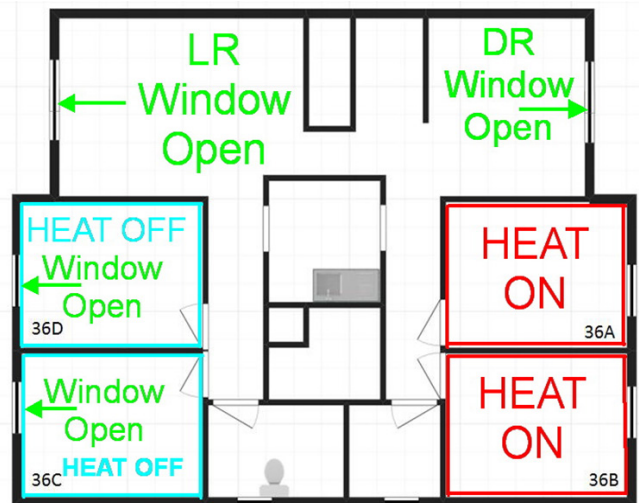 LR
Window
Open
DR
Window
Open
HEAT OFF
Window
Open
36D
HEAT
ON
36A
Window
Open
36C
HEAT OFF
HEAT
ON
36B